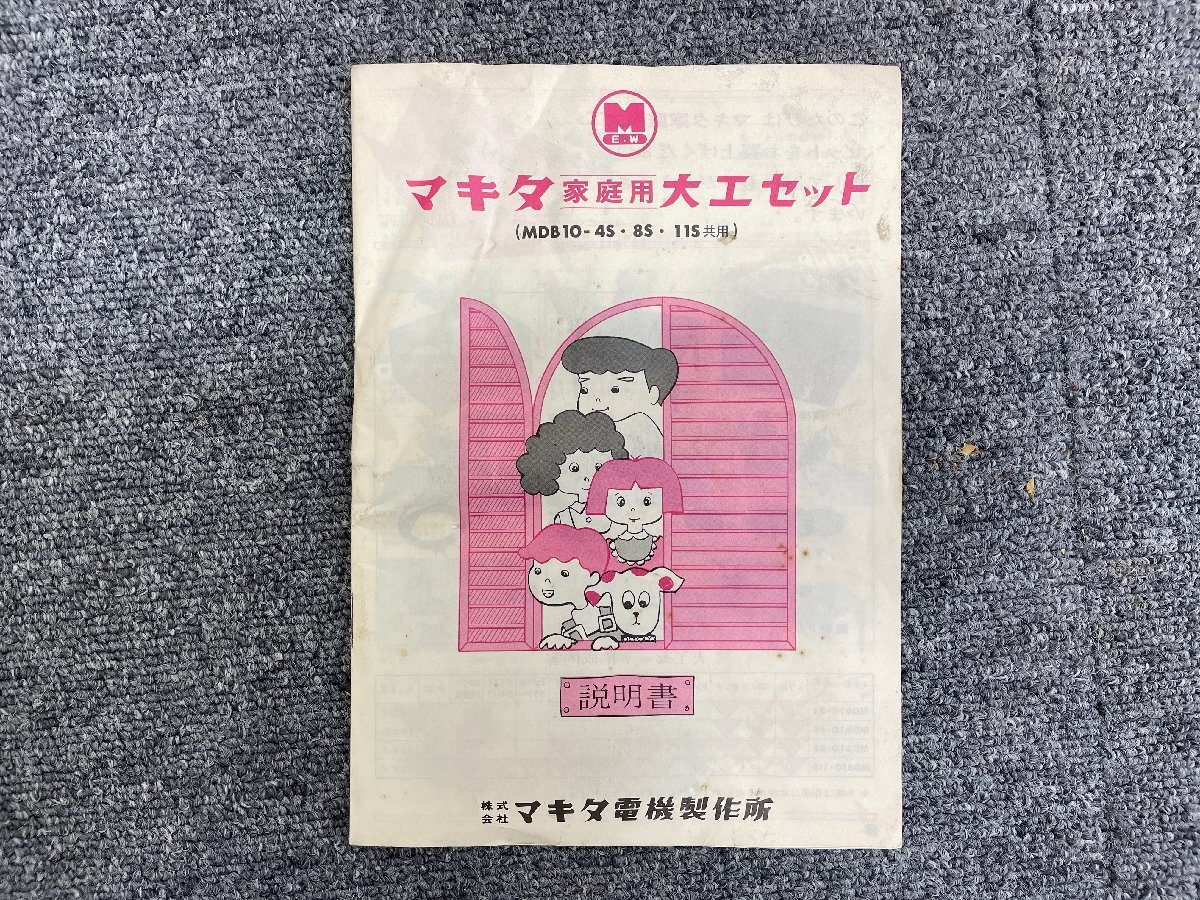 M
E.W
マキタ家庭用大工セット
(MDB10-4S・8S・11S共用)
説明書
株式会社マキタ電機製作所